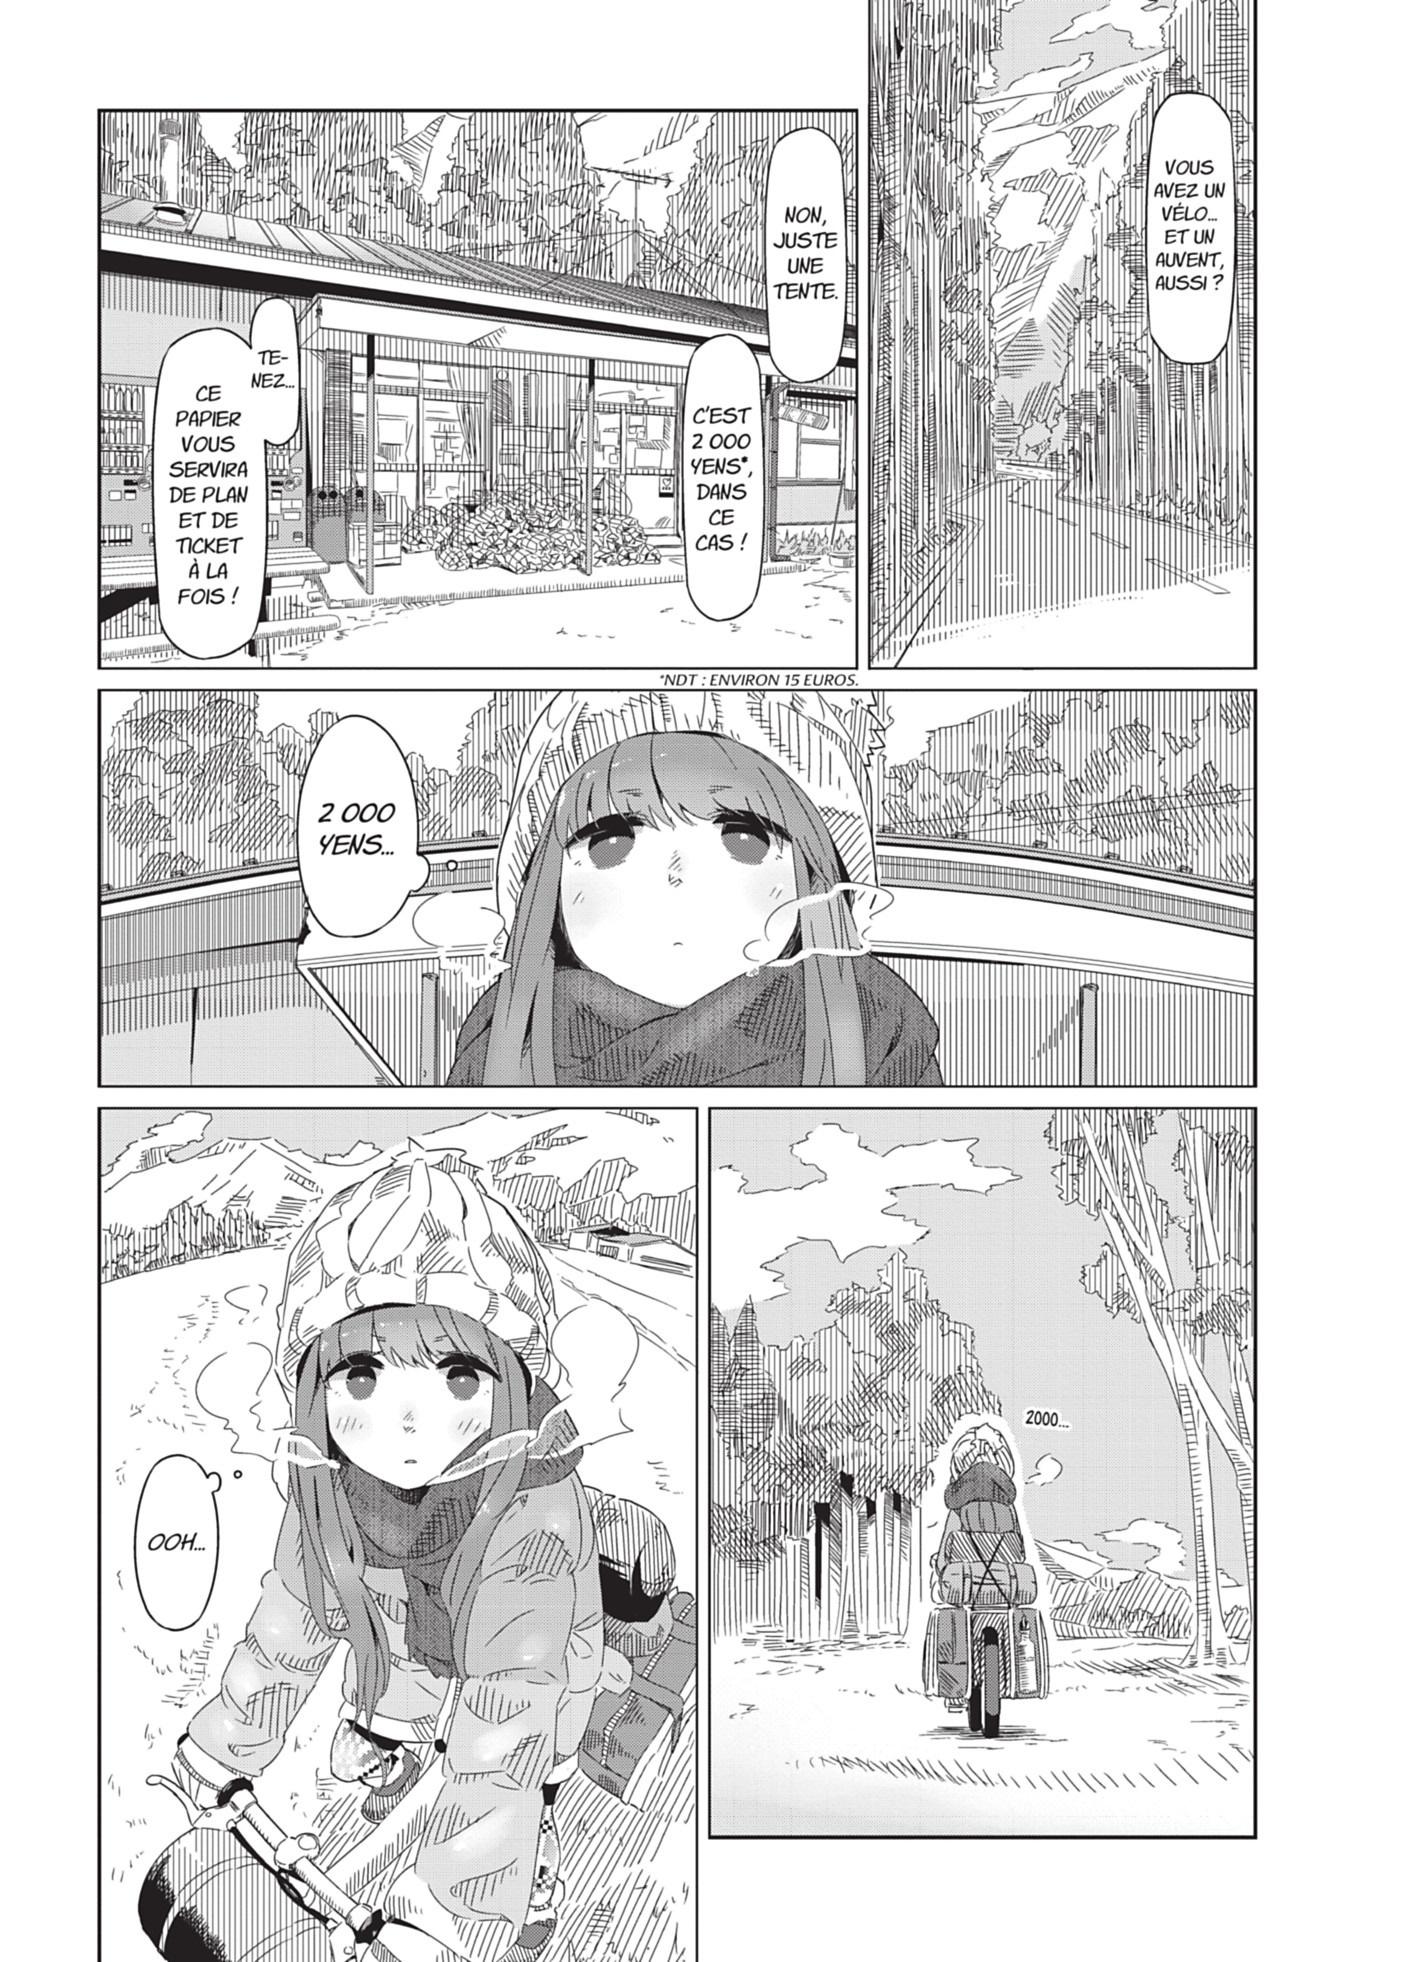 VOUS
AVEZ UN
VÉLO...
ET UN
AUVENT,
AUSSI ?
NON,
JUSTE
UNE
TENTE.
C'EST
2 000
YENS*,
DANS
CE
CAS !
TE-
NEZ...
CE
PAPIER
VOUS
SERVIRA
DE PLAN
ET DE
TICKET
À LA
FOIS !
*NDT : ENVIRON 15 EUROS.
2 000
YENS...
2000...
OOH...